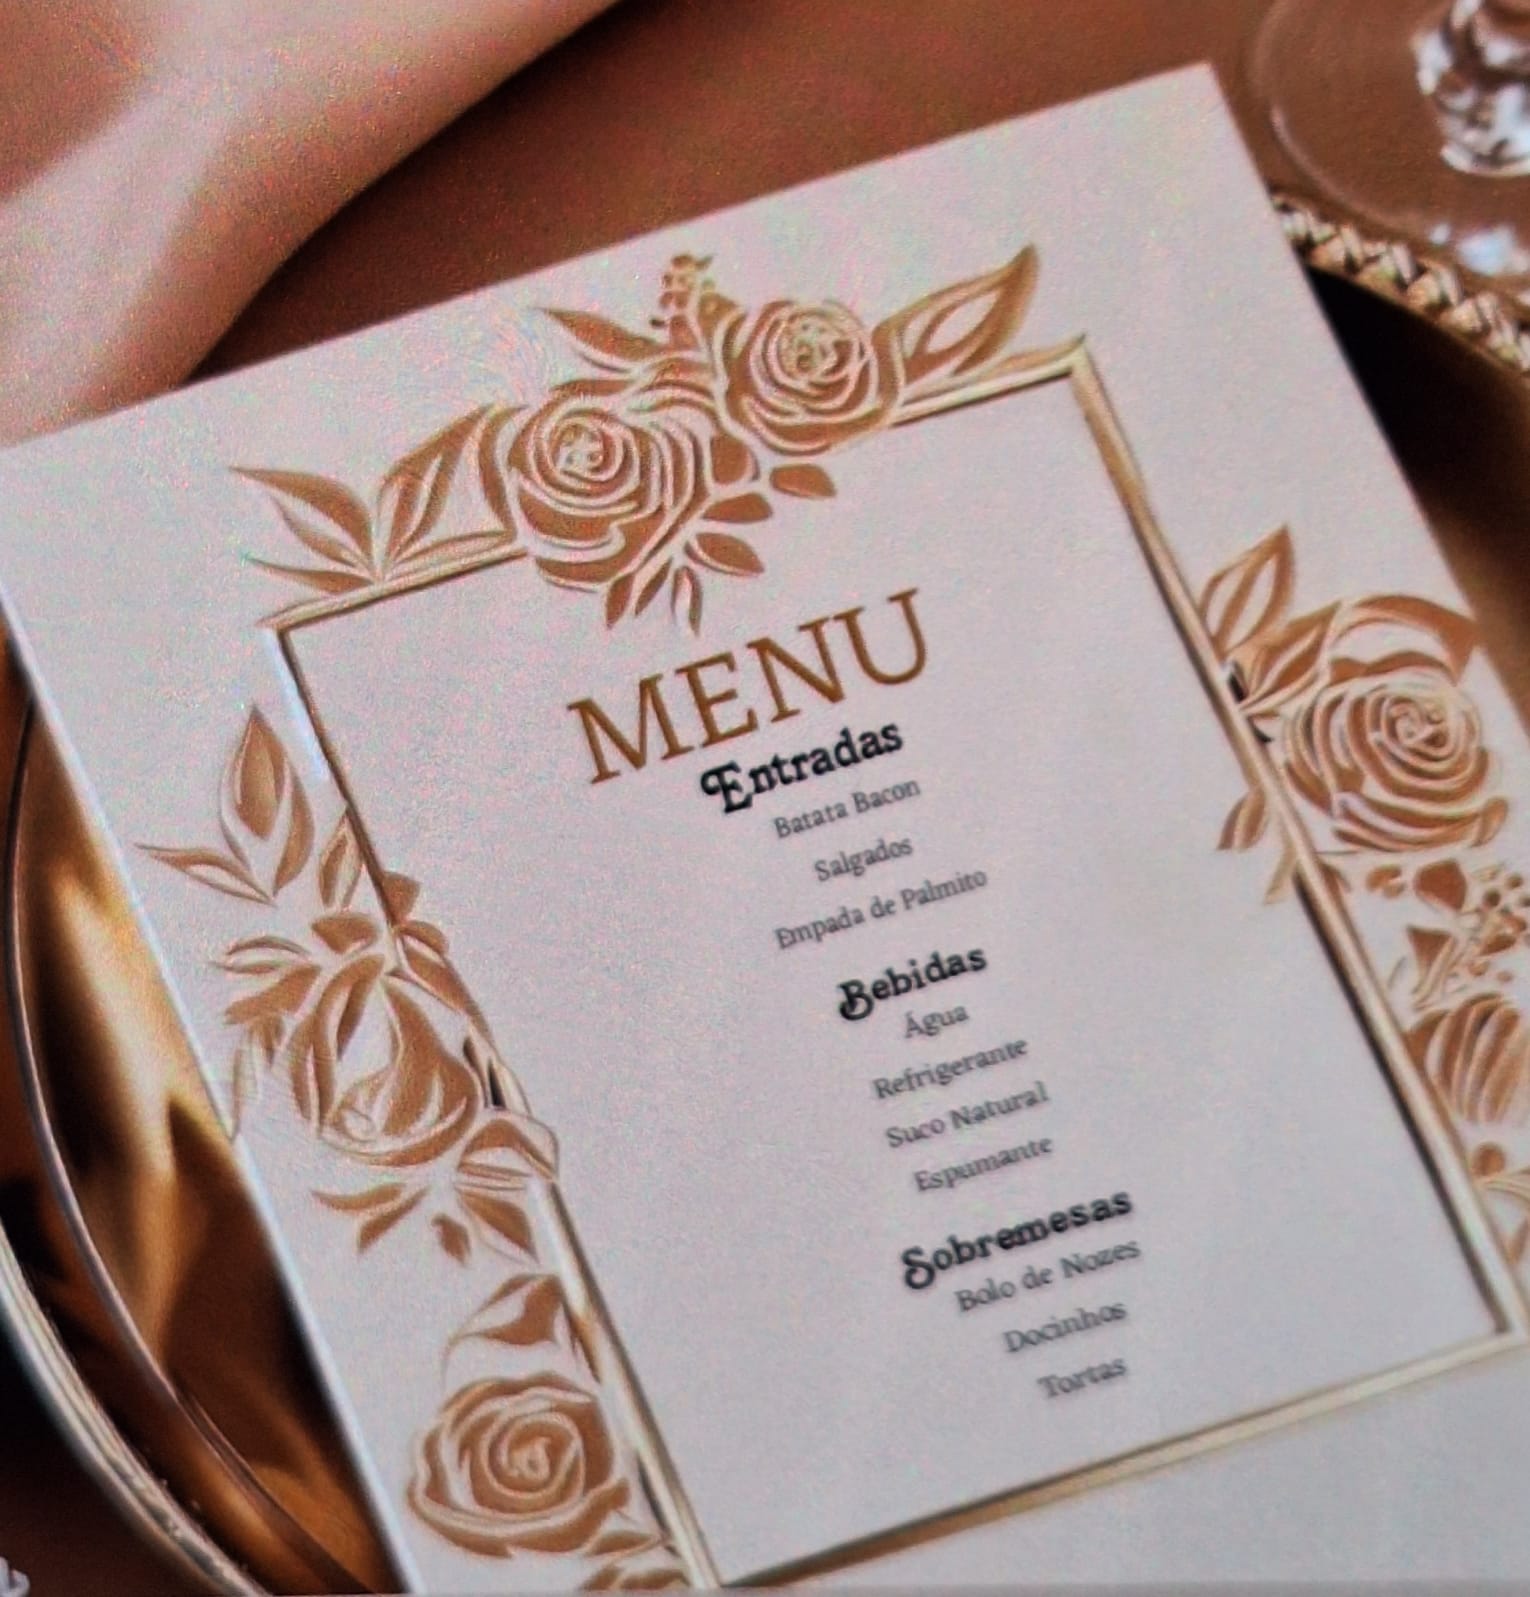 MENU
Entradas
Batata Bacon
Salgados
Empada de Palmito
Bebidas
Água
Refrigerante
Suco Natural
Espumante
Sobremesas
Bolo de Nozes
Docinhos
Tortas